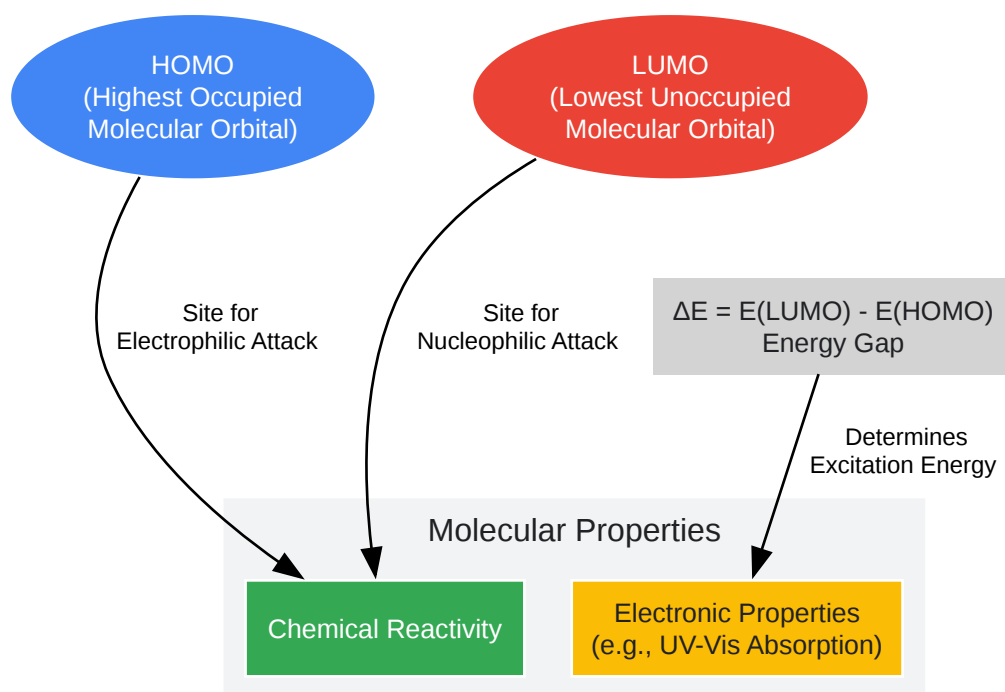 HOMO
(Highest Occupied
Molecular Orbital)
LUMO
(Lowest Unoccupied
Molecular Orbital)
Site for
Electrophilic Attack
Site for
Nucleophilic Attack
ΔE = E(LUMO) - E(HOMO)
Energy Gap
Determines
Excitation Energy
Molecular Properties
Chemical Reactivity
Electronic Properties
(e.g., UV-Vis Absorption)